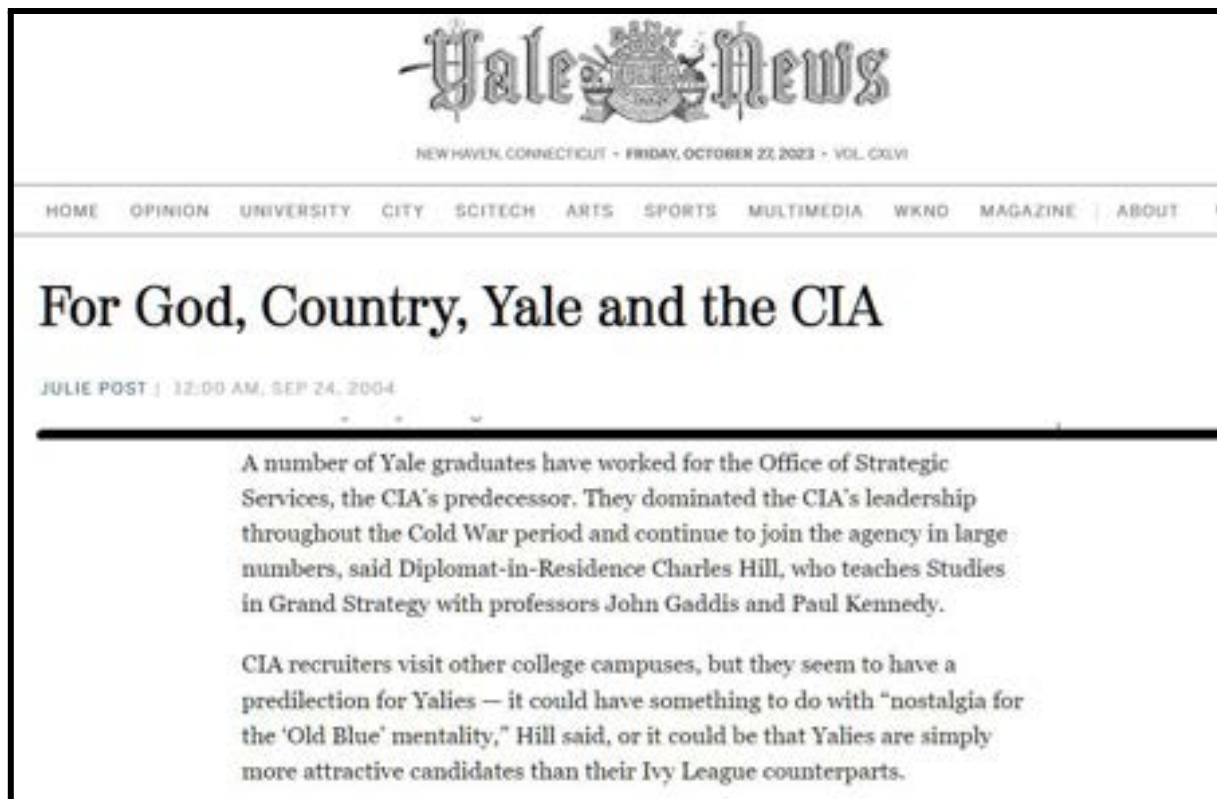 Yale Daily News
NEW HAVEN, CONNECTICUT • FRIDAY, OCTOBER 27, 2023 • VOL. CXLVI
HOME OPINION UNIVERSITY CITY SCITECH ARTS SPORTS MULTIMEDIA WKND MAGAZINE | ABOUT
For God, Country, Yale and the CIA
JULIE POST | 12:00 AM, SEP 24, 2004
A number of Yale graduates have worked for the Office of Strategic
Services, the CIA's predecessor. They dominated the CIA's leadership
throughout the Cold War period and continue to join the agency in large
numbers, said Diplomat-in-Residence Charles Hill, who teaches Studies
in Grand Strategy with professors John Gaddis and Paul Kennedy.
CIA recruiters visit other college campuses, but they seem to have a
predilection for Yalies — it could have something to do with “nostalgia for
the ‘Old Blue’ mentality,” Hill said, or it could be that Yalies are simply
more attractive candidates than their Ivy League counterparts.